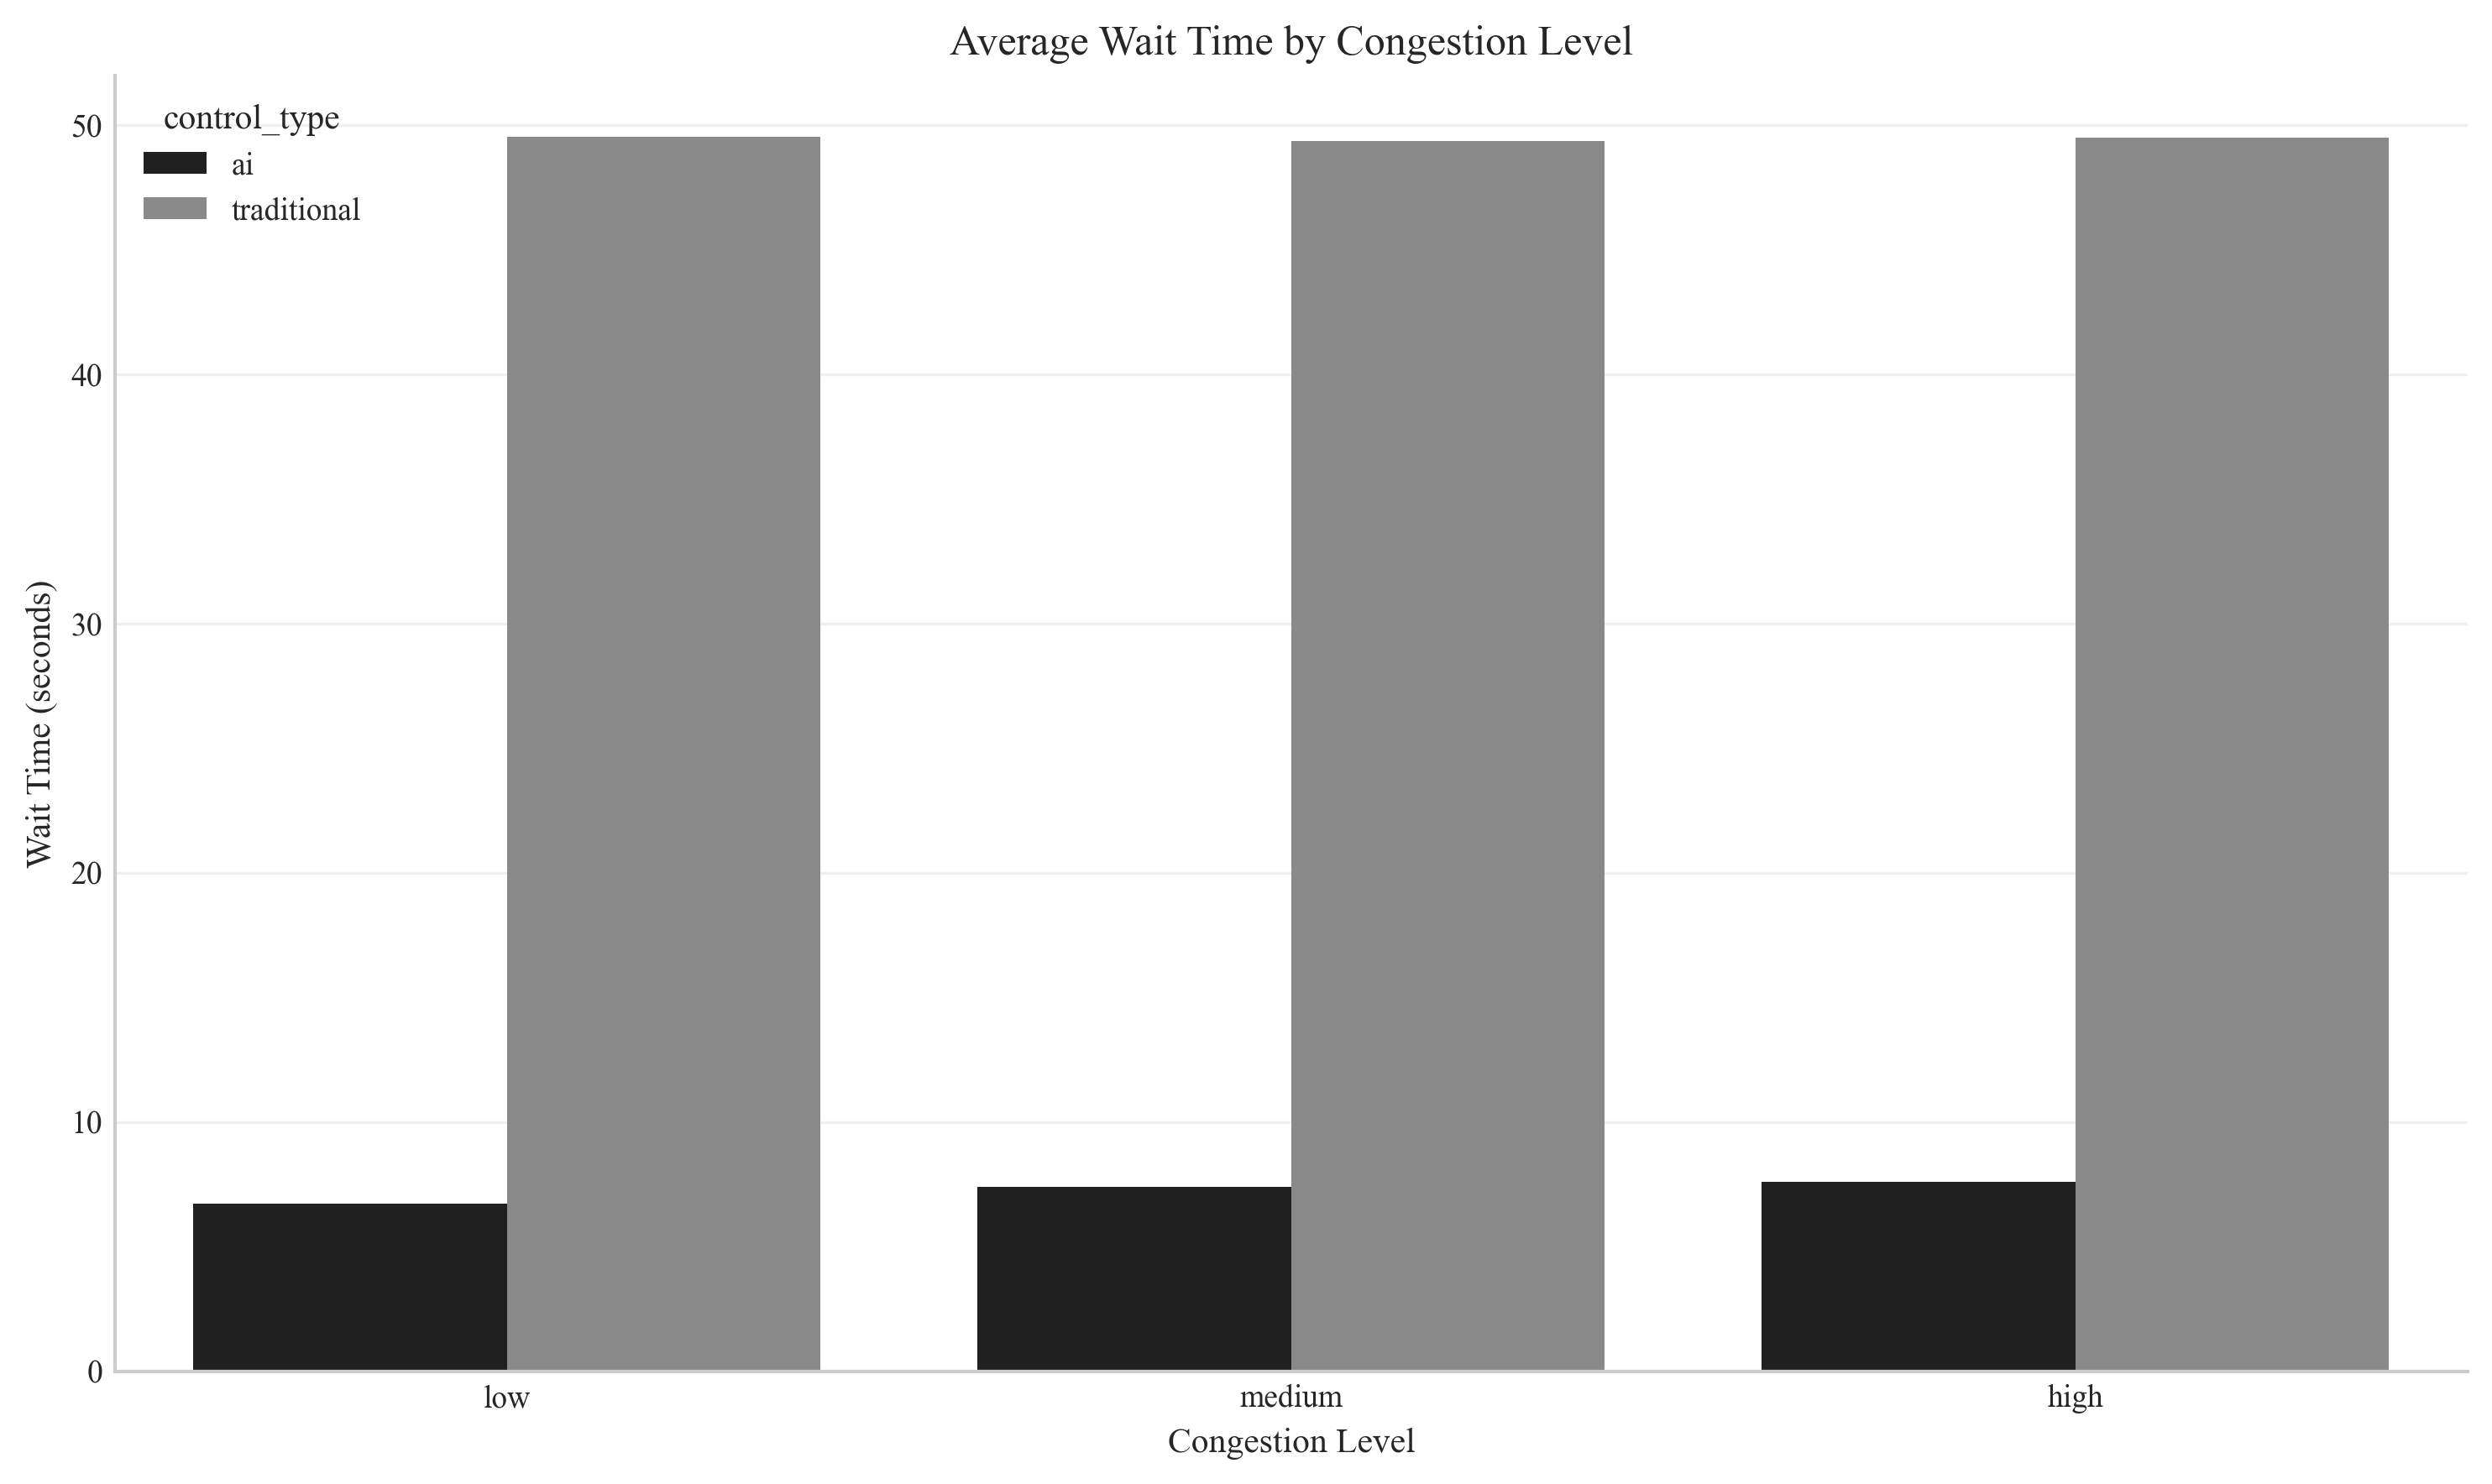 Average Wait Time by Congestion Level
control_type
ai
traditional
Wait Time (seconds)
50
40
30
20
10
0
low
medium
high
Congestion Level